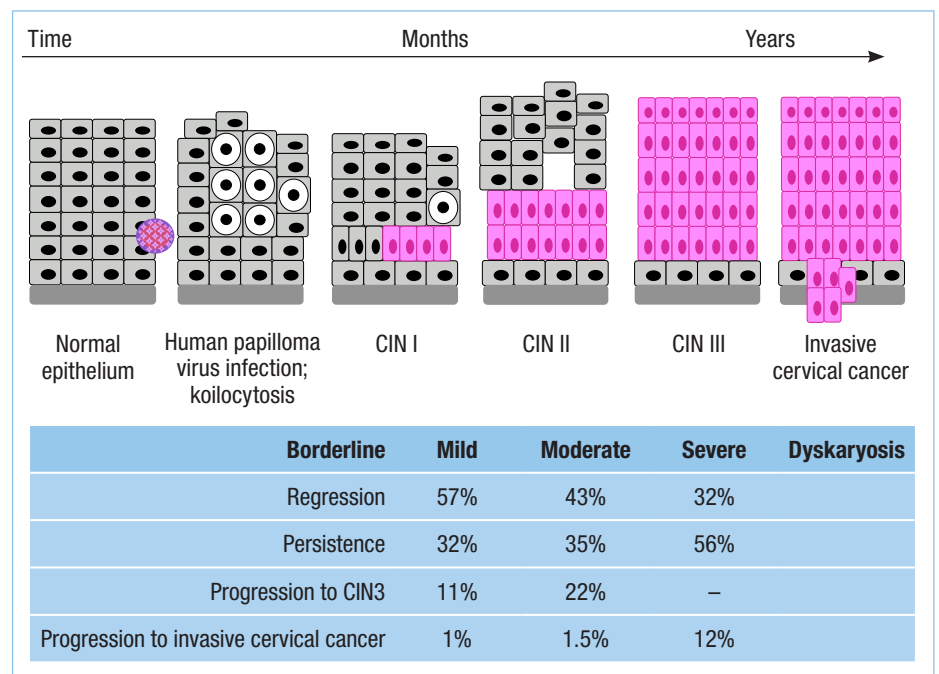 Time Months Years
Normal
epithelium
Human papilloma
virus infection;
koilocytosis
CIN I
CIN II
CIN III
Invasive
cervical cancer
Borderline Mild Moderate Severe Dyskaryosis
Regression 57% 43% 32%
Persistence 32% 35% 56%
Progression to CIN3 11% 22% –
Progression to invasive cervical cancer 1% 1.5% 12%